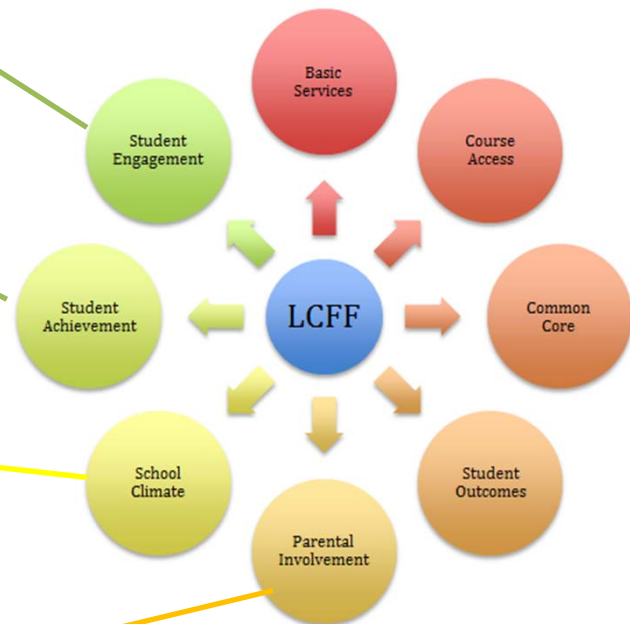 Basic
Services
Course
Access
Common
Core
Student
Outcomes
Parental
Involvement
School
Climate
Student
Achievement
Student
Engagement
LCFF